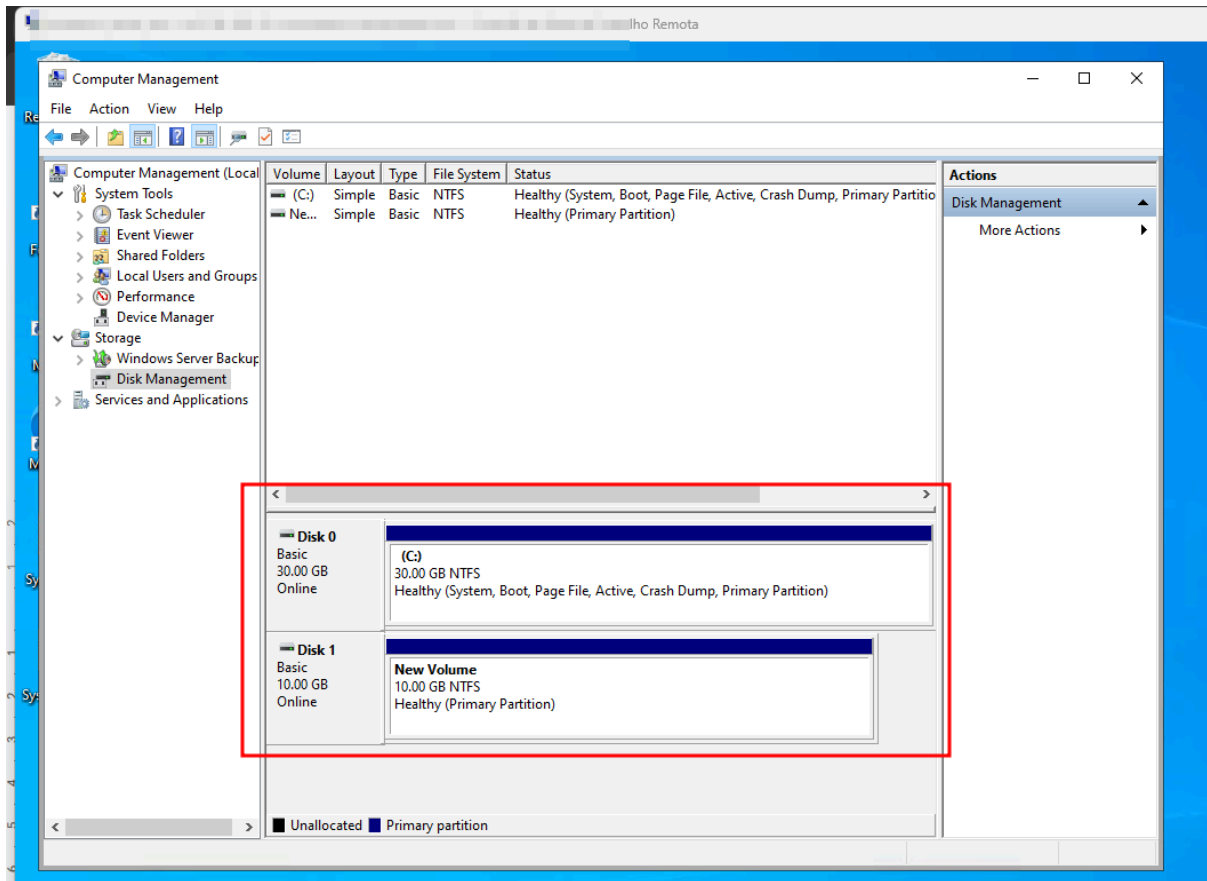 lho Remota
Computer Management
File Action View Help
Computer Management (Local
System Tools
Task Scheduler
Event Viewer
Shared Folders
Local Users and Groups
Performance
Device Manager
Storage
Windows Server Backup
Disk Management
Services and Applications
Volume Layout Type File System Status
(C:) Simple Basic NTFS Healthy (System, Boot, Page File, Active, Crash Dump, Primary Partitio
Ne... Simple Basic NTFS Healthy (Primary Partition)
Disk 0
Basic
30.00 GB
Online
(C:)
30.00 GB NTFS
Healthy (System, Boot, Page File, Active, Crash Dump, Primary Partition)
Disk 1
Basic
10.00 GB
Online
New Volume
10.00 GB NTFS
Healthy (Primary Partition)
Unallocated Primary partition
Actions
Disk Management
More Actions
Re
F
N
M
Sy
Sy